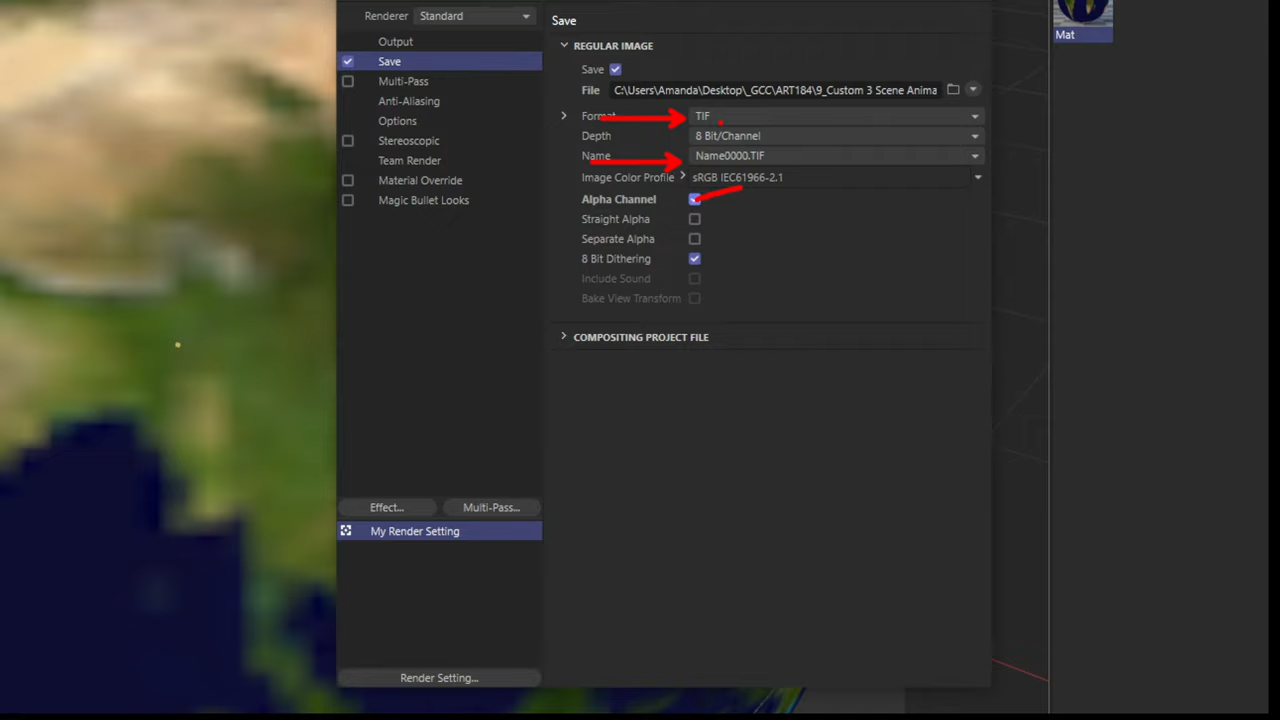 Renderer Standard
Output
Save
Multi-Pass
Anti-Aliasing
Options
Stereoscopic
Team Render
Material Override
Magic Bullet Looks
Effect...
Multi-Pass...
My Render Setting
Render Setting...
Save
REGULAR IMAGE
Save
File C:\Users\Amanda\Desktop\_GCC\ART184\9_Custom 3 Scene Anima
Format TIF
Depth 8 Bit/Channel
Name Name0000.TIF
Image Color Profile sRGB IEC61966-2.1
Alpha Channel
Straight Alpha
Separate Alpha
8 Bit Dithering
Include Sound
Bake View Transform
COMPOSITING PROJECT FILE
Mat